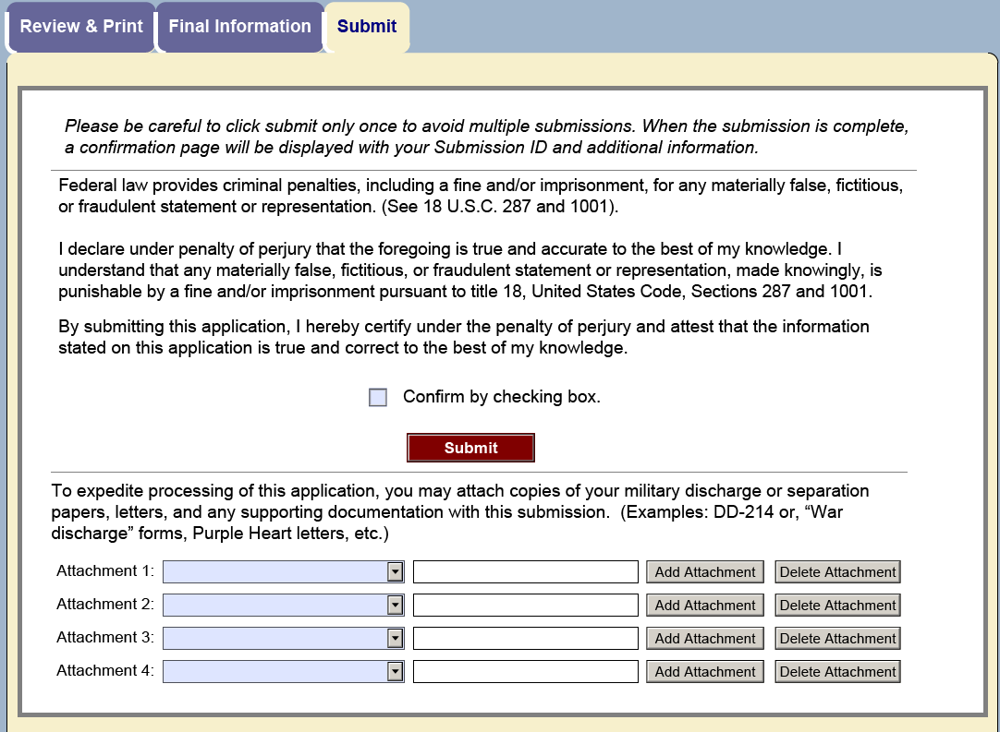 Review & Print Final Information Submit
Please be careful to click submit only once to avoid multiple submissions. When the submission is complete,
a confirmation page will be displayed with your Submission ID and additional information.
Federal law provides criminal penalties, including a fine and/or imprisonment, for any materially false, fictitious,
or fraudulent statement or representation. (See 18 U.S.C. 287 and 1001).
I declare under penalty of perjury that the foregoing is true and accurate to the best of my knowledge. I
understand that any materially false, fictitious, or fraudulent statement or representation, made knowingly, is
punishable by a fine and/or imprisonment pursuant to title 18, United States Code, Sections 287 and 1001.
By submitting this application, I hereby certify under the penalty of perjury and attest that the information
stated on this application is true and correct to the best of my knowledge.
Confirm by checking box.
Submit
To expedite processing of this application, you may attach copies of your military discharge or separation
papers, letters, and any supporting documentation with this submission.  (Examples: DD-214 or, “War
discharge” forms, Purple Heart letters, etc.)
Attachment 1: Add Attachment Delete Attachment
Attachment 2: Add Attachment Delete Attachment
Attachment 3: Add Attachment Delete Attachment
Attachment 4: Add Attachment Delete Attachment